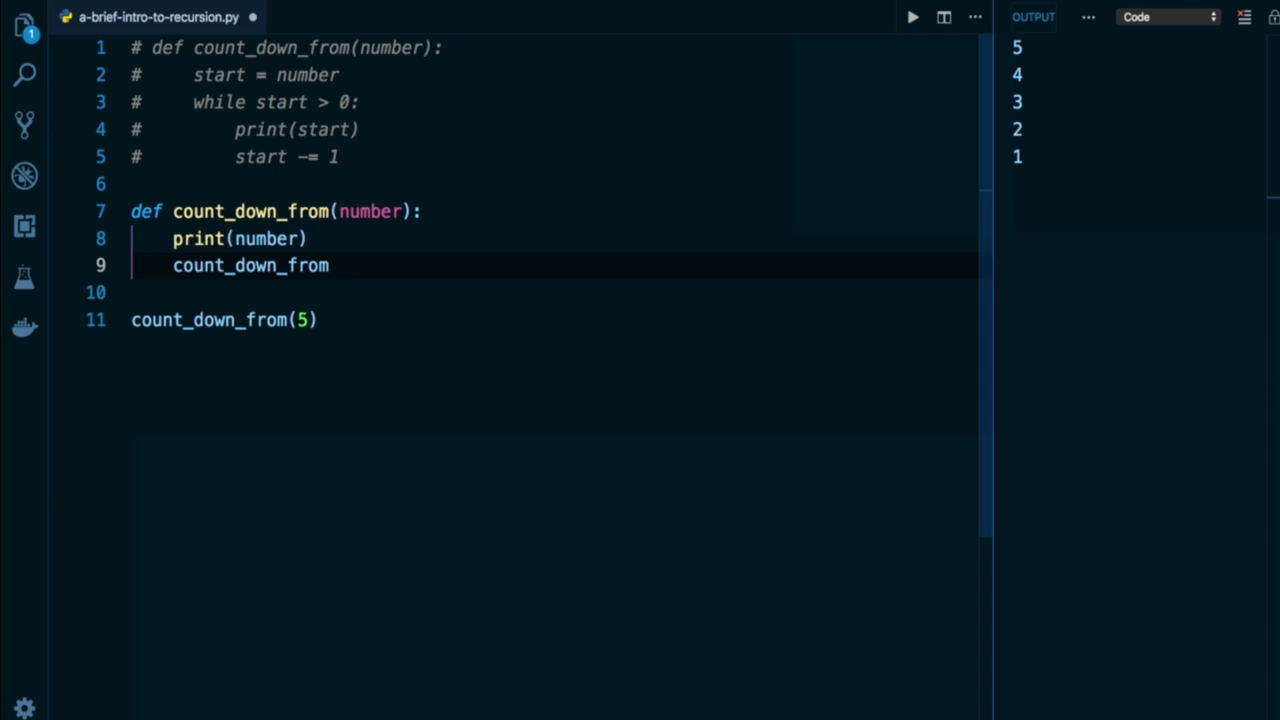 a-brief-intro-to-recursion.py
OUTPUT
Code
1
1 # def count_down_from(number):
2 #     start = number
3 #     while start > 0:
4 #         print(start)
5 #         start -= 1
6
7 def count_down_from(number):
8     print(number)
9     count_down_from
10
11 count_down_from(5)
5
4
3
2
1